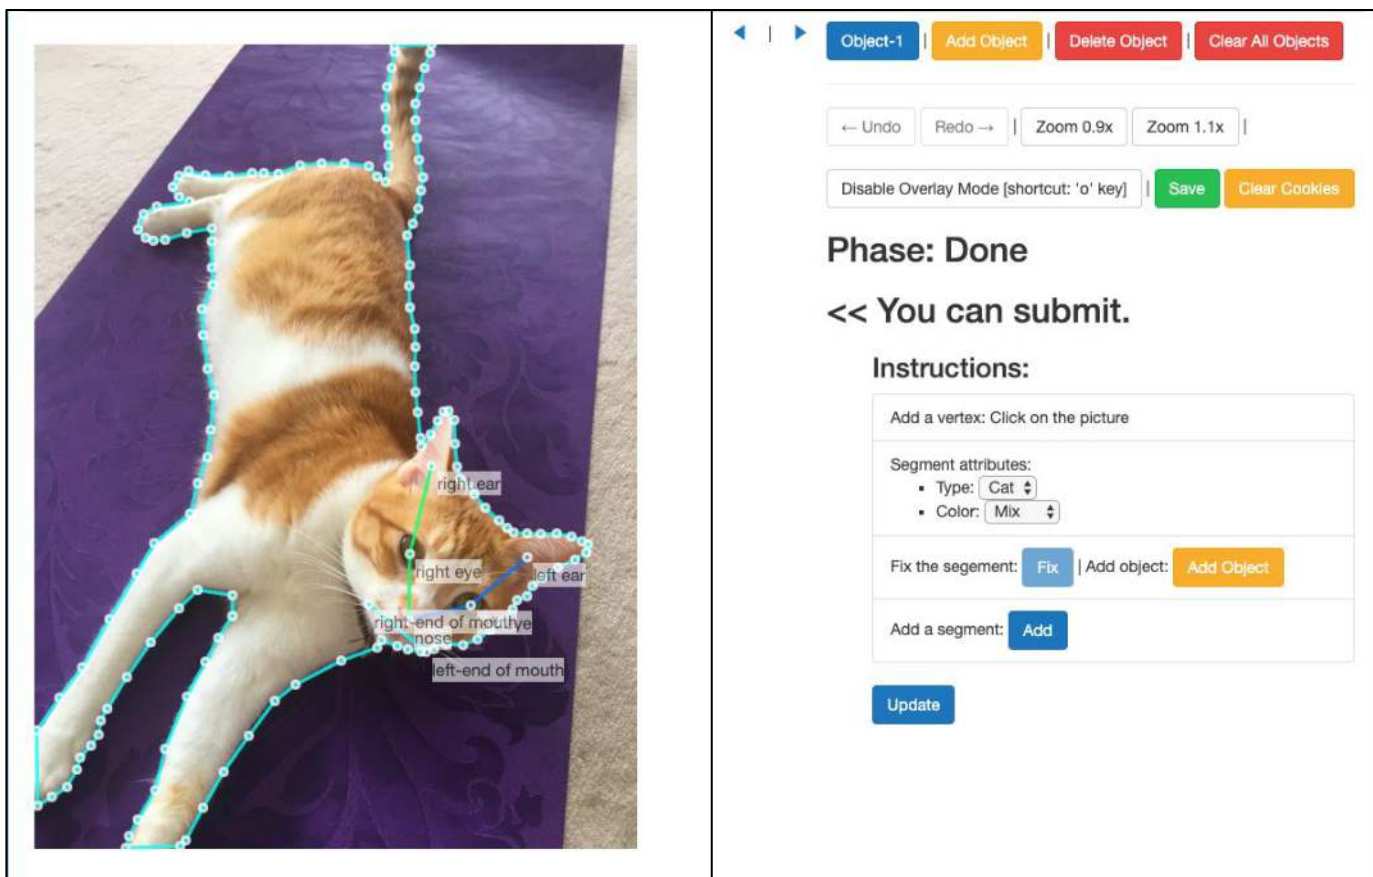 right ear
right eye
left ear
right-end of mouth
nose
left-end of mouth
|
Object-1 | Add Object | Delete Object | Clear All Objects
← Undo Redo → | Zoom 0.9x Zoom 1.1x |
Disable Overlay Mode [shortcut: 'o' key] | Save Clear Cookies
Phase: Done
<< You can submit.
Instructions:
Add a vertex: Click on the picture
Segment attributes:
Type: Cat
Color: Mix
Fix the segement: Fix | Add object: Add Object
Add a segment: Add
Update